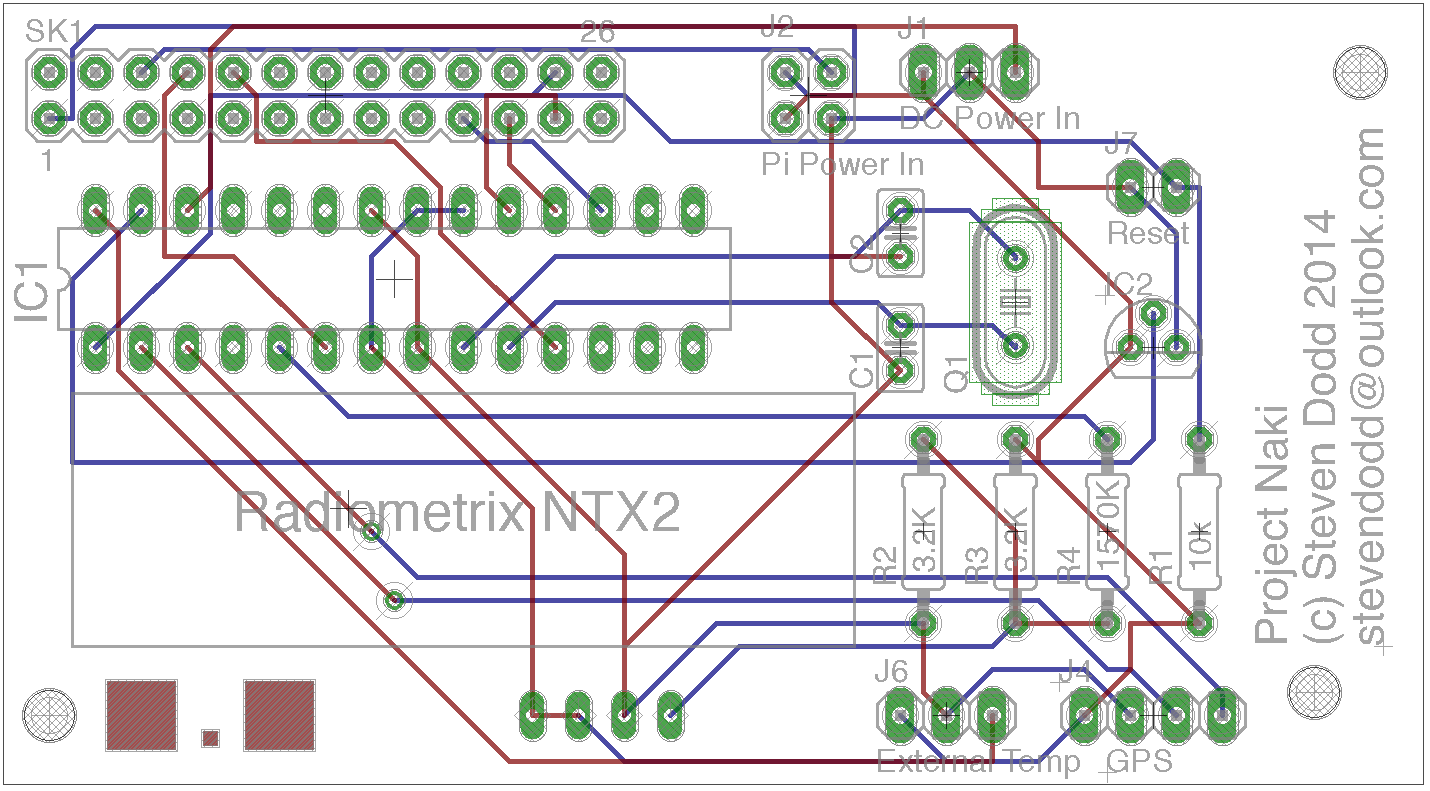 SK1
26
J2
J1
DC Power In
1
Pi Power In
J7
Reset
IC1
C2
IC2
C1
Q1
Radiometrix NTX2
R2
3.2K
R3
3.2K
R4
R1
10K
J6
J4
External Temp
GPS
Project Naki
(c) Steven Dodd 2014
stevendodd@outlook.com